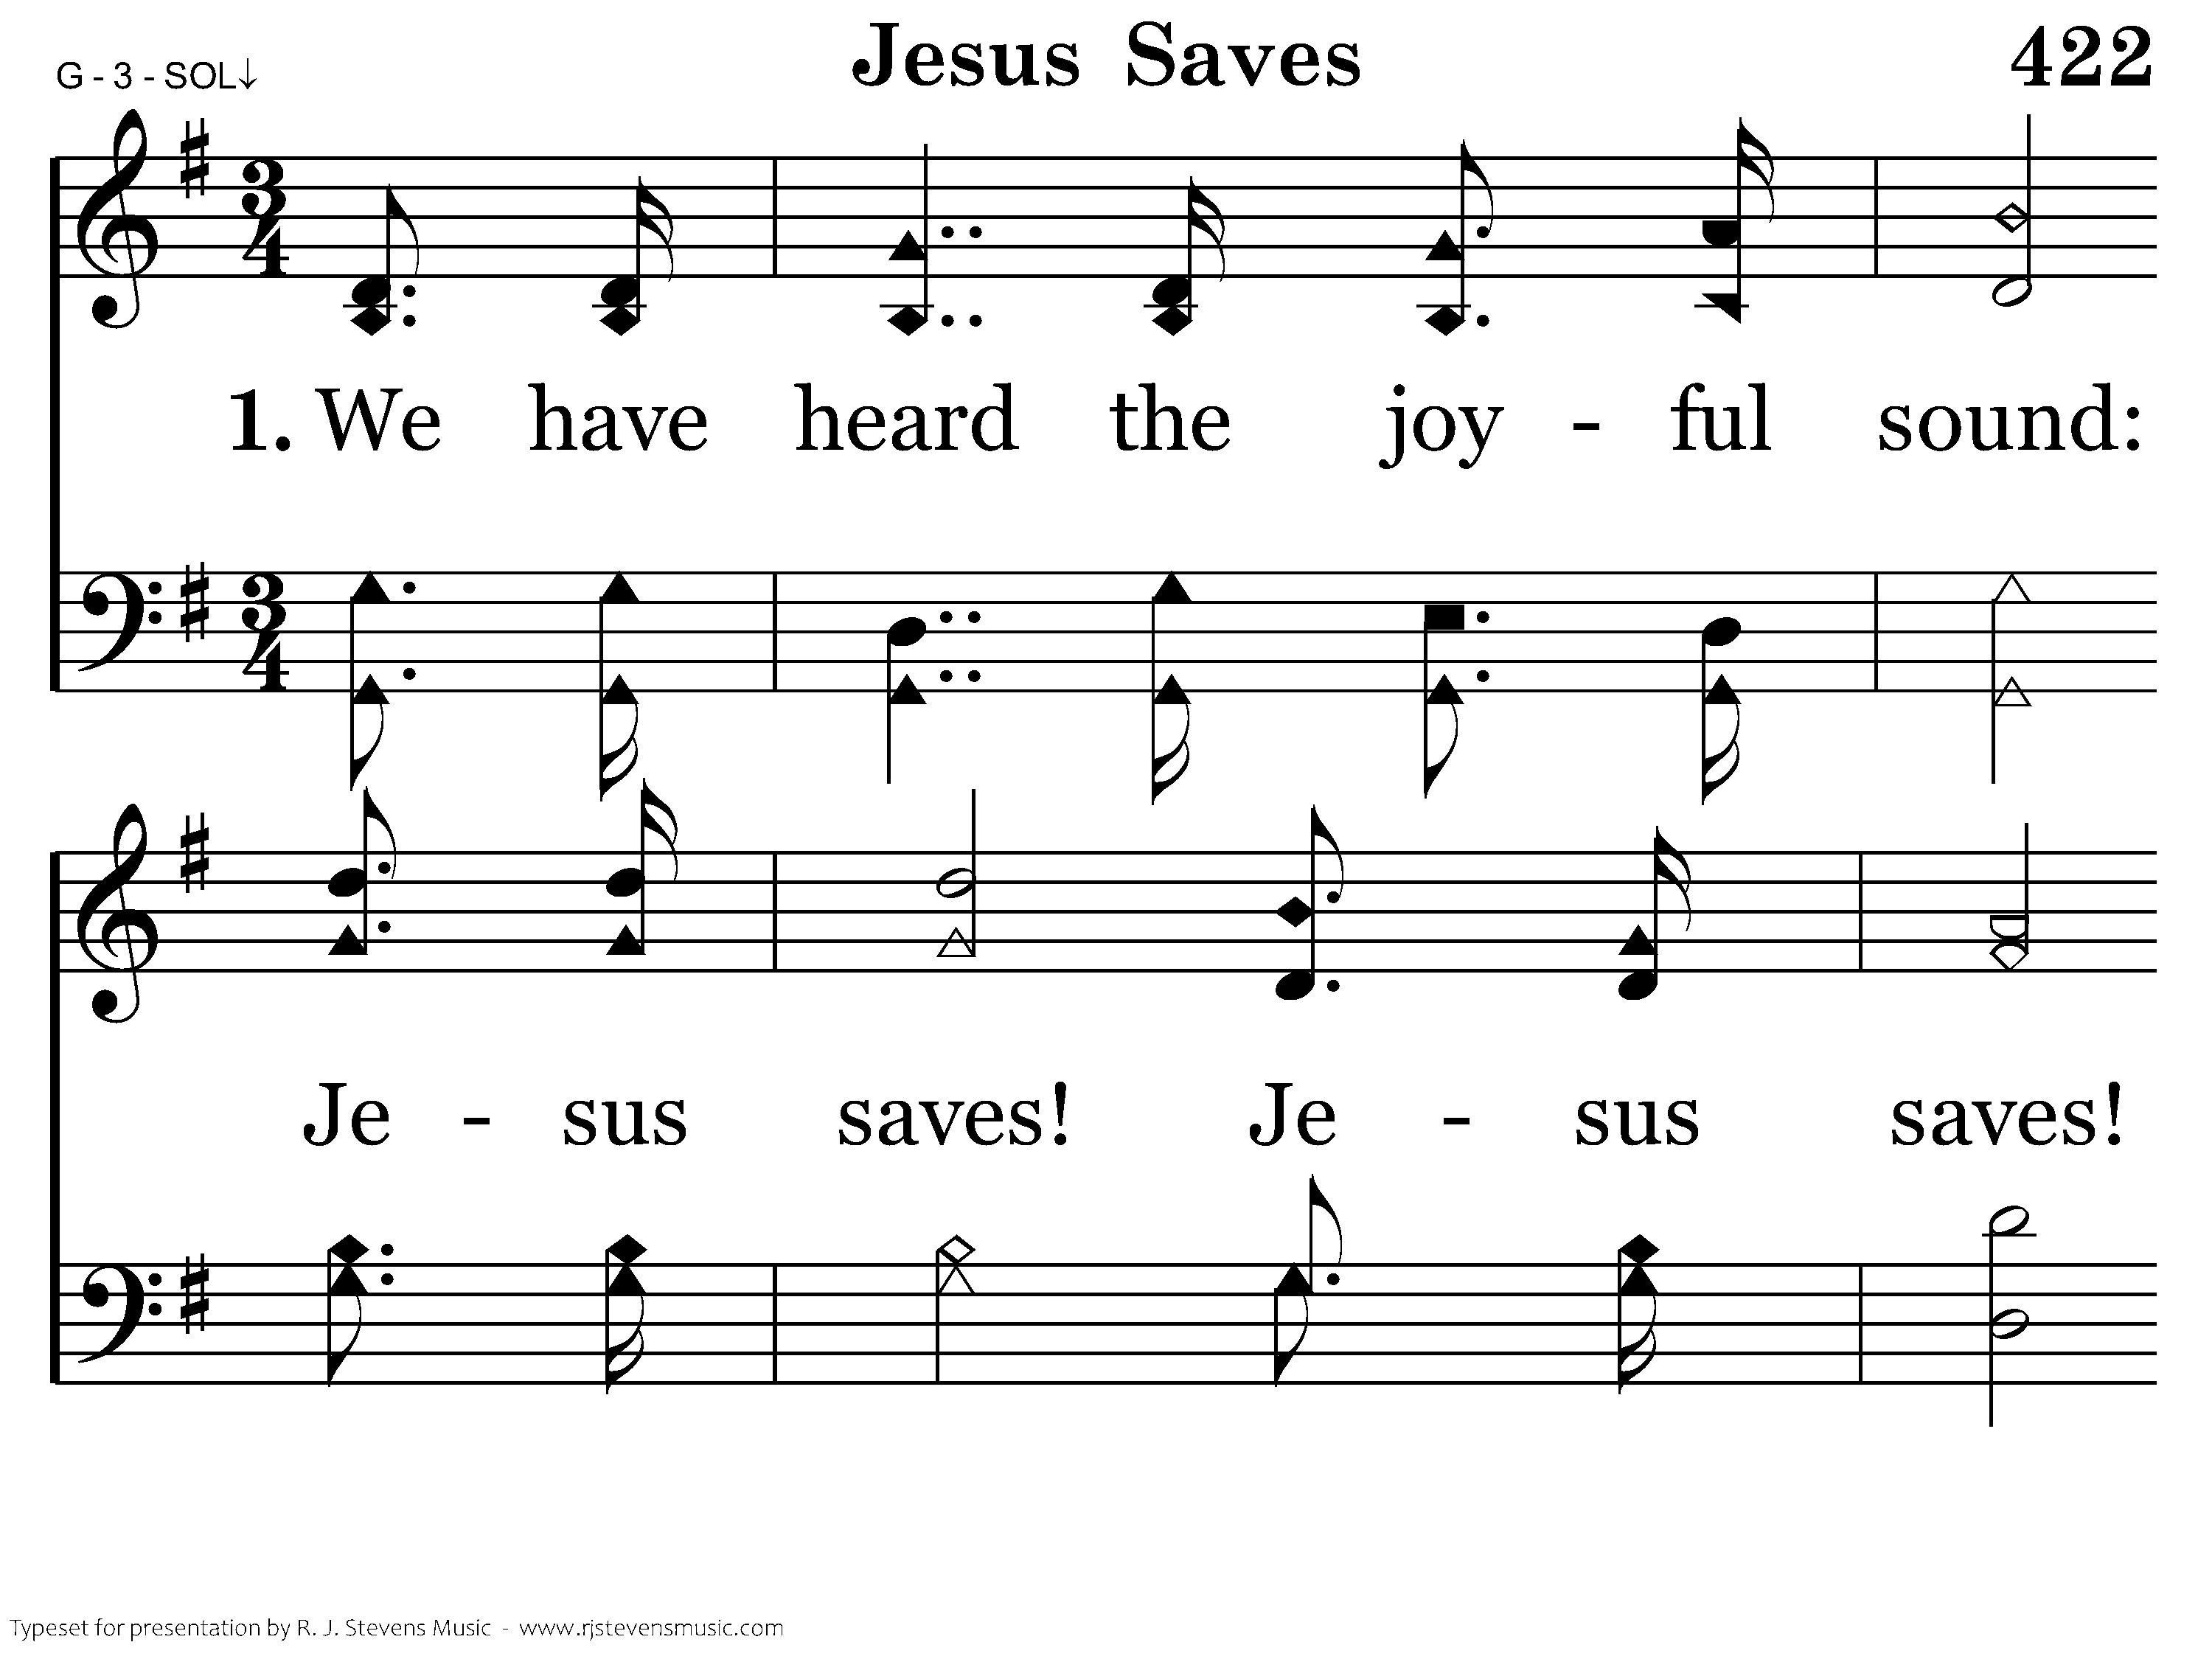 Jesus Saves
422
G - 3 - SOL↓
1. We have heard the joy - ful sound:
Je - sus saves! Je - sus saves!
Typeset for presentation by R. J. Stevens Music - www.rjstevensmusic.com